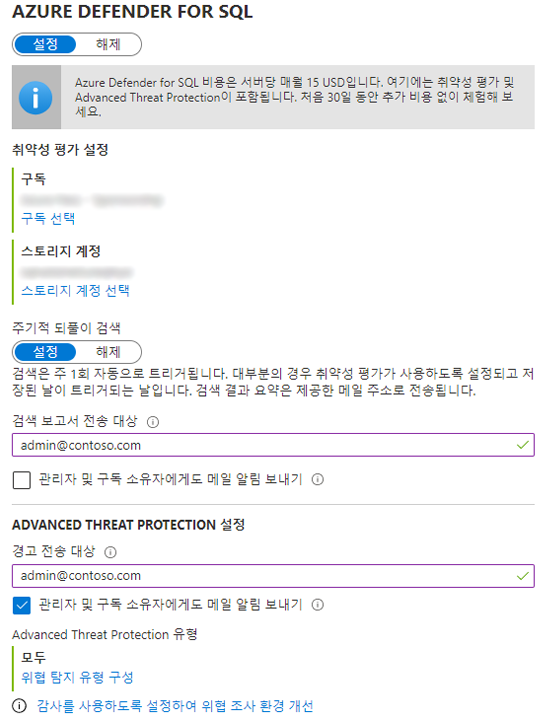 AZURE DEFENDER FOR SQL
설정 해제
Azure Defender for SQL 비용은 서버당 매월 15 USD입니다. 여기에는 취약성 평가 및
Advanced Threat Protection이 포함됩니다. 처음 30일 동안 추가 비용 없이 체험해 보
세요.
취약성 평가 설정
구독
구독 선택
스토리지 계정
스토리지 계정 선택
주기적 되풀이 검색
설정 해제
검색은 주 1회 자동으로 트리거됩니다. 대부분의 경우 취약성 평가가 사용하도록 설정되고 저
장된 날이 트리거되는 날입니다. 검색 결과 요약은 제공한 메일 주소로 전송됩니다.
검색 보고서 전송 대상
admin@contoso.com
관리자 및 구독 소유자에게도 메일 알림 보내기
ADVANCED THREAT PROTECTION 설정
경고 전송 대상
admin@contoso.com
관리자 및 구독 소유자에게도 메일 알림 보내기
Advanced Threat Protection 유형
모두
위협 탐지 유형 구성
감사를 사용하도록 설정하여 위협 조사 환경 개선